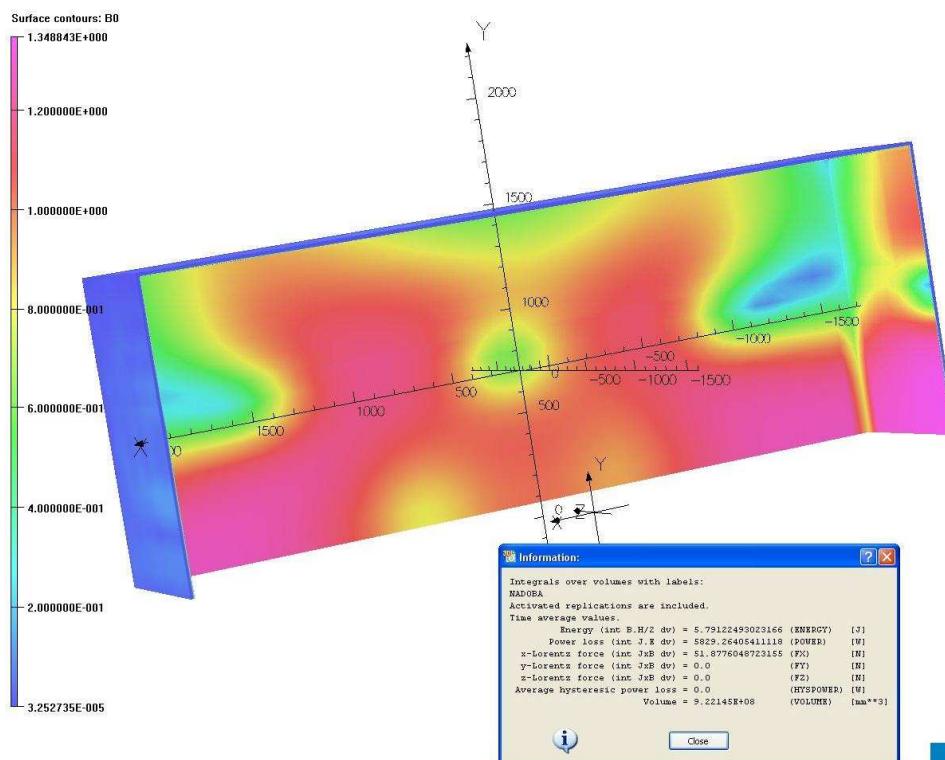 Surface contours: B0
1.348843E+000
1.200000E+000
1.000000E+000
8.000000E-001
6.000000E-001
4.000000E-001
2.000000E-001
3.252735E-005
Y
2000
1500
1000
-1500
-1000
-500
0
-500
-1000
-1500
500
500
1000
1500
00
X
Y
0
Z
X
Information:
Integrals over volumes with labels:
NADOBA
Activated replications are included.
Time average values.
Energy (int B.H/2 dv) = 5.79122493023166 (ENERGY) [J]
Power loss (int J.E dv) = 5829.26405411118 (POWER) [W]
x-Lorentz force (int JxB dv) = 51.8776048723155 (FX) [N]
y-Lorentz force (int JxB dv) = 0.0 (FY) [N]
z-Lorentz force (int JxB dv) = 0.0 (FZ) [N]
Average hysteresic power loss = 0.0 (HYSPOWER) [W]
Volume = 9.22145E+08 (VOLUME) [mm**3]
Close